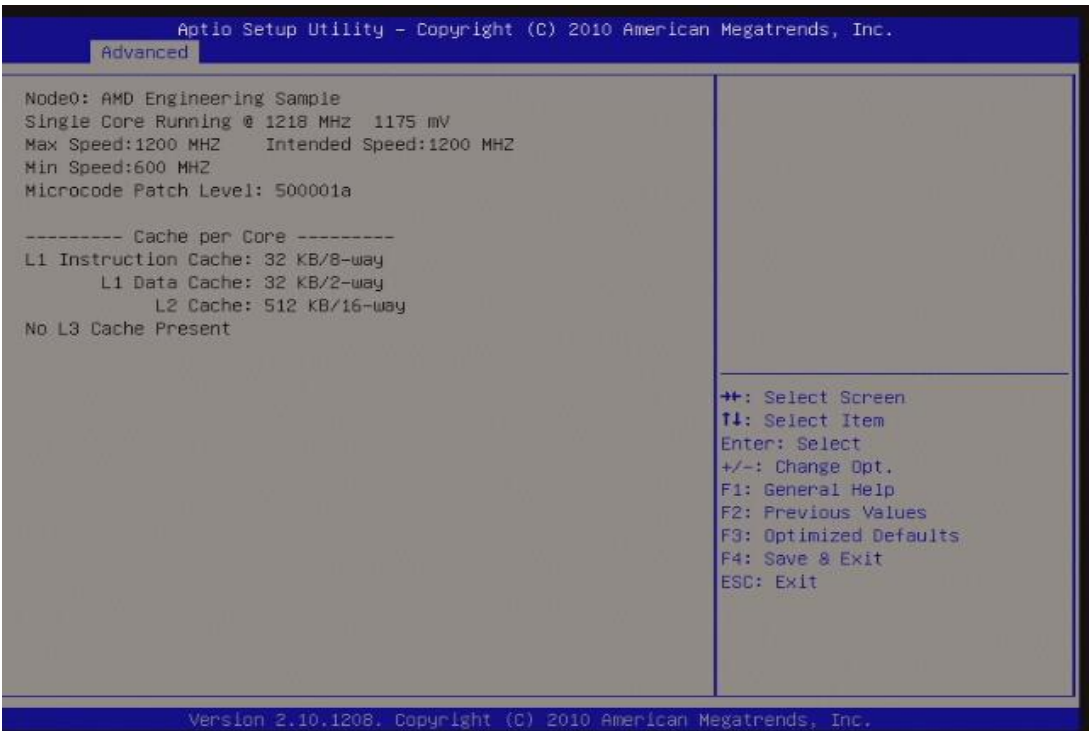 Aptio Setup Utility – Copyright (C) 2010 American Megatrends, Inc.
Advanced
Node0: AMD Engineering Sample
Single Core Running @ 1218 MHz  1175 mV
Max Speed:1200 MHZ    Intended Speed:1200 MHZ
Min Speed:600 MHZ
Microcode Patch Level: 500001a
--------- Cache per Core ---------
L1 Instruction Cache: 32 KB/8-way
L1 Data Cache: 32 KB/2-way
L2 Cache: 512 KB/16-way
No L3 Cache Present
→←: Select Screen
↑↓: Select Item
Enter: Select
+/-: Change Opt.
F1: General Help
F2: Previous Values
F3: Optimized Defaults
F4: Save & Exit
ESC: Exit
Version 2.10.1208. Copyright (C) 2010 American Megatrends, Inc.